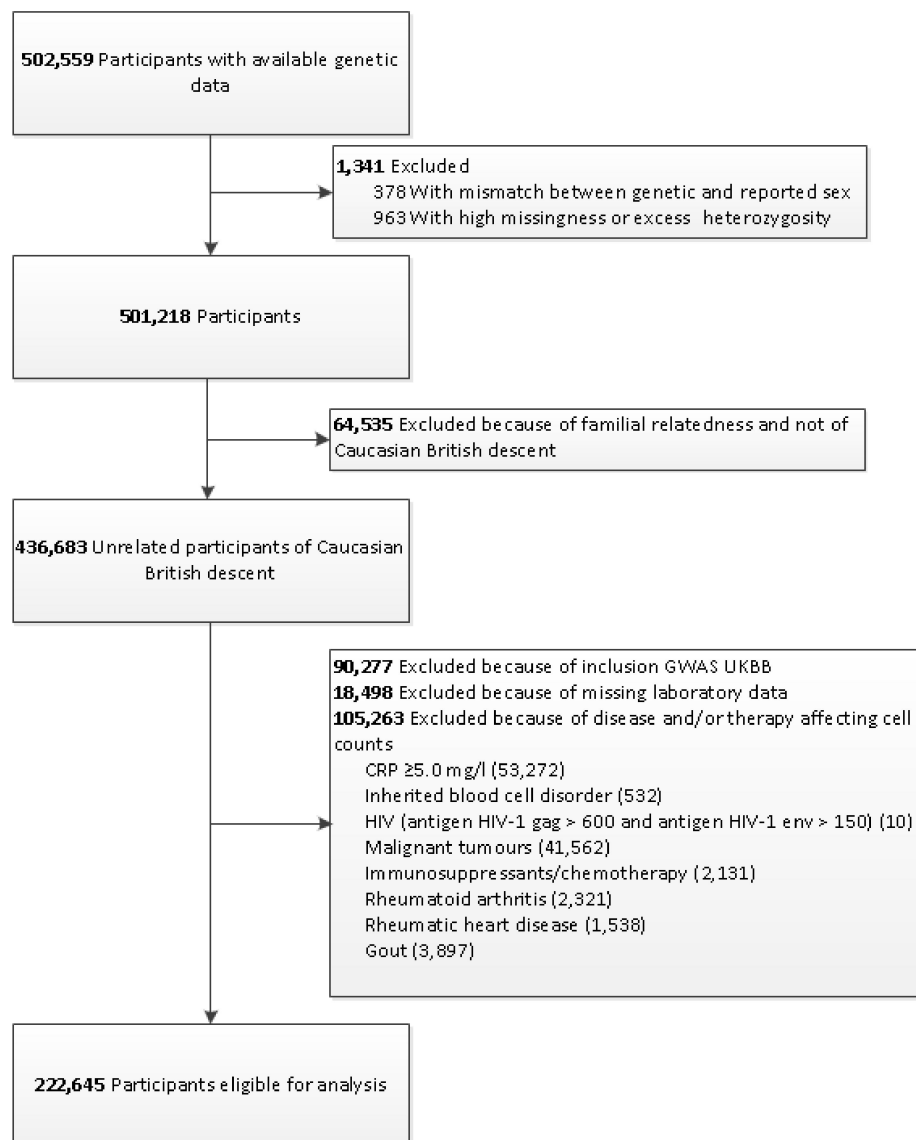 502,559 Participants with available genetic
data
1,341 Excluded
378 With mismatch between genetic and reported sex
963 With high missingness or excess heterozygosity
501,218 Participants
64,535 Excluded because of familial relatedness and not of
Caucasian British descent
436,683 Unrelated participants of Caucasian
British descent
90,277 Excluded because of inclusion GWAS UKBB
18,498 Excluded because of missing laboratory data
105,263 Excluded because of disease and/or therapy affecting cell
counts
CRP ≥5.0 mg/l (53,272)
Inherited blood cell disorder (532)
HIV (antigen HIV-1 gag > 600 and antigen HIV-1 env > 150) (10)
Malignant tumours (41,562)
Immunosuppressants/chemotherapy (2,131)
Rheumatoid arthritis (2,321)
Rheumatic heart disease (1,538)
Gout (3,897)
222,645 Participants eligible for analysis